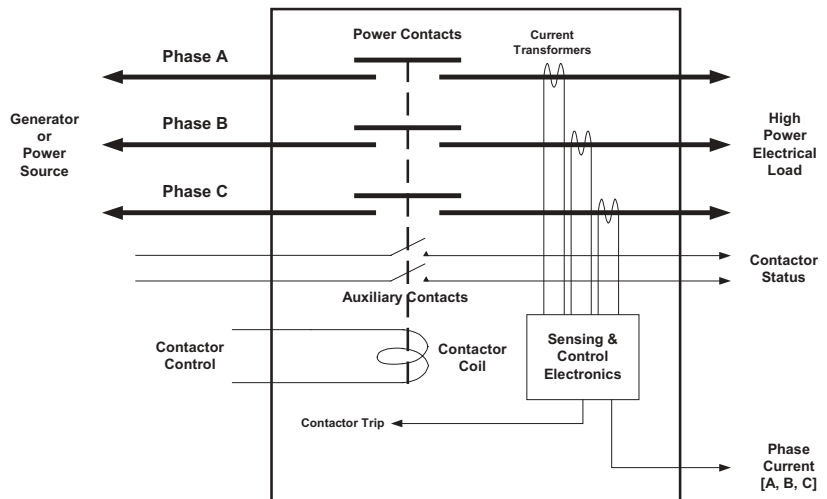 Power Contacts
Current
Transformers
Phase A
Generator
or
Power
Source
Phase B
High
Power
Electrical
Load
Phase C
Contactor
Status
Auxiliary Contacts
Contactor
Control
Contactor
Coil
Sensing &
Control
Electronics
Contactor Trip
Phase
Current
[A, B, C]